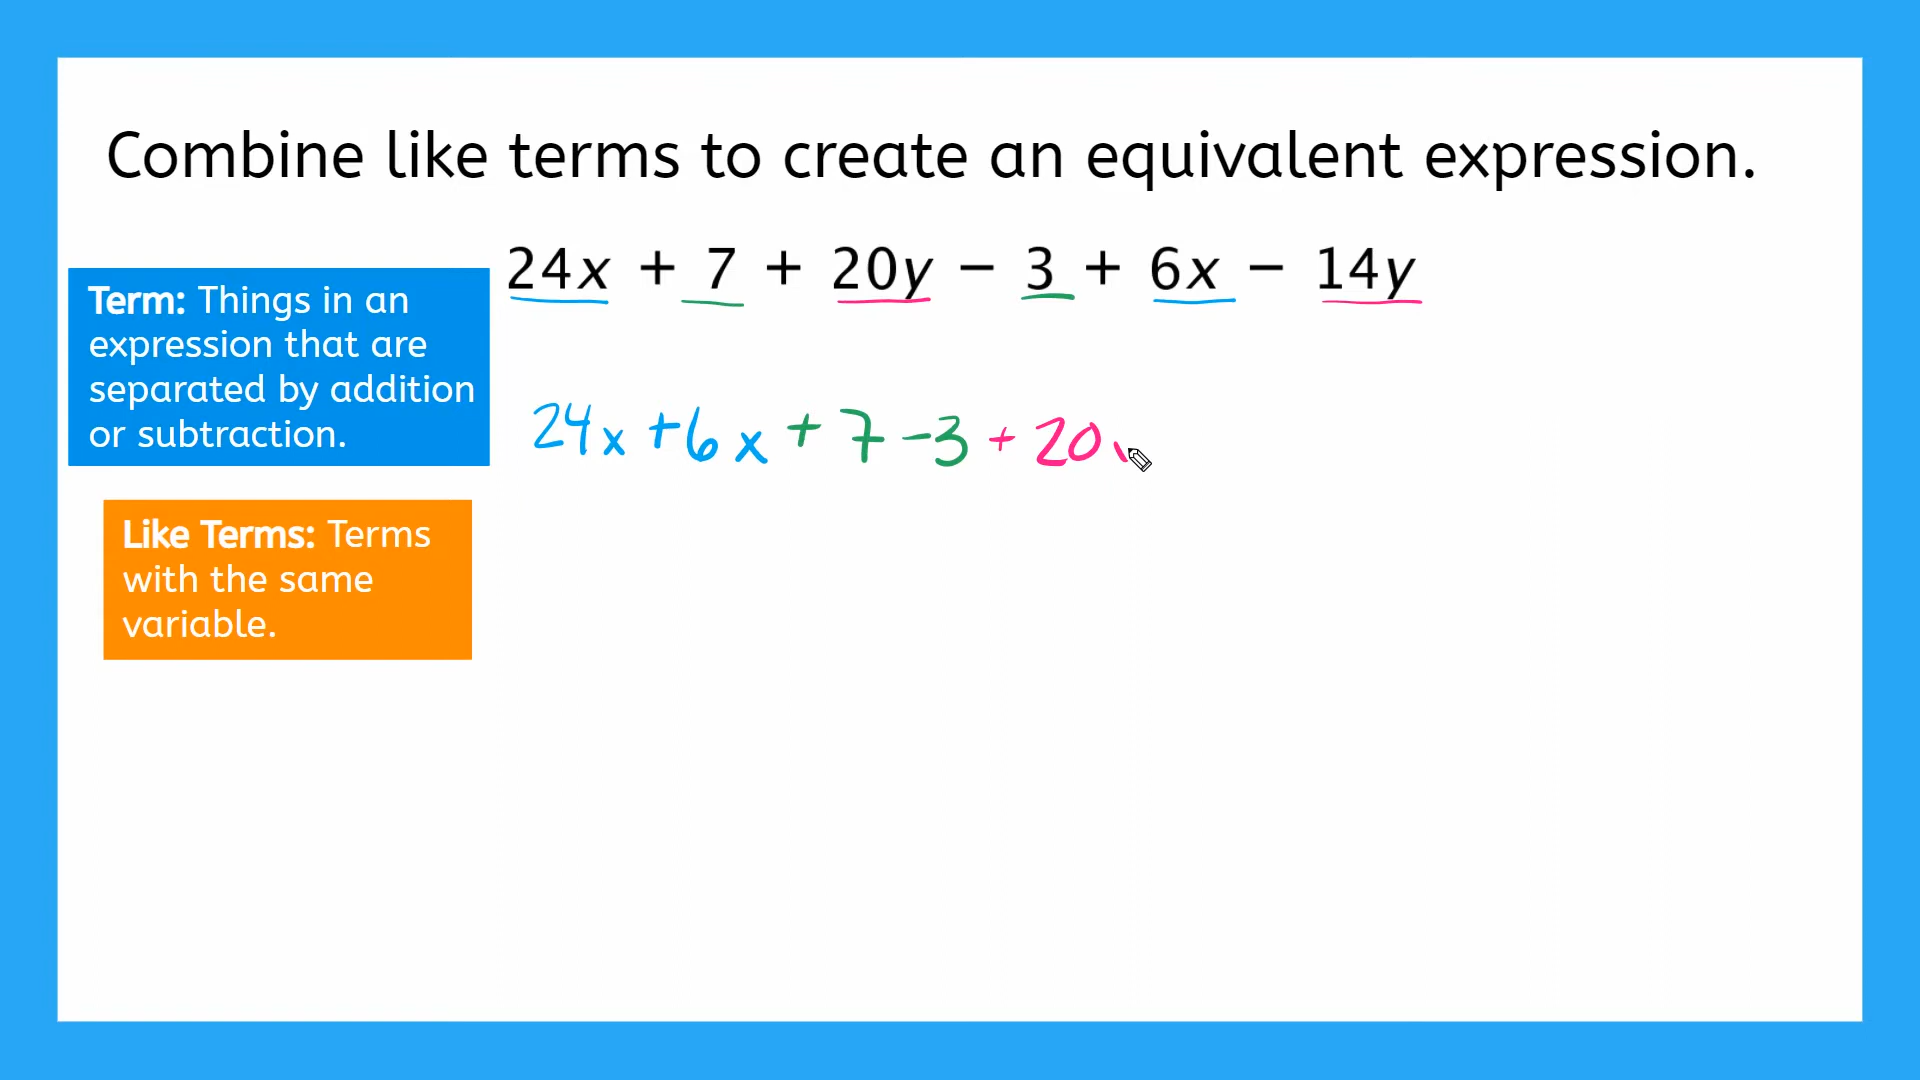 Combine like terms to create an equivalent expression.
24x + 7 + 20y − 3 + 6x − 14y
Term: Things in an
expression that are
separated by addition
or subtraction.
24x +6x + 7 -3 + 20
Like Terms: Terms
with the same
variable.